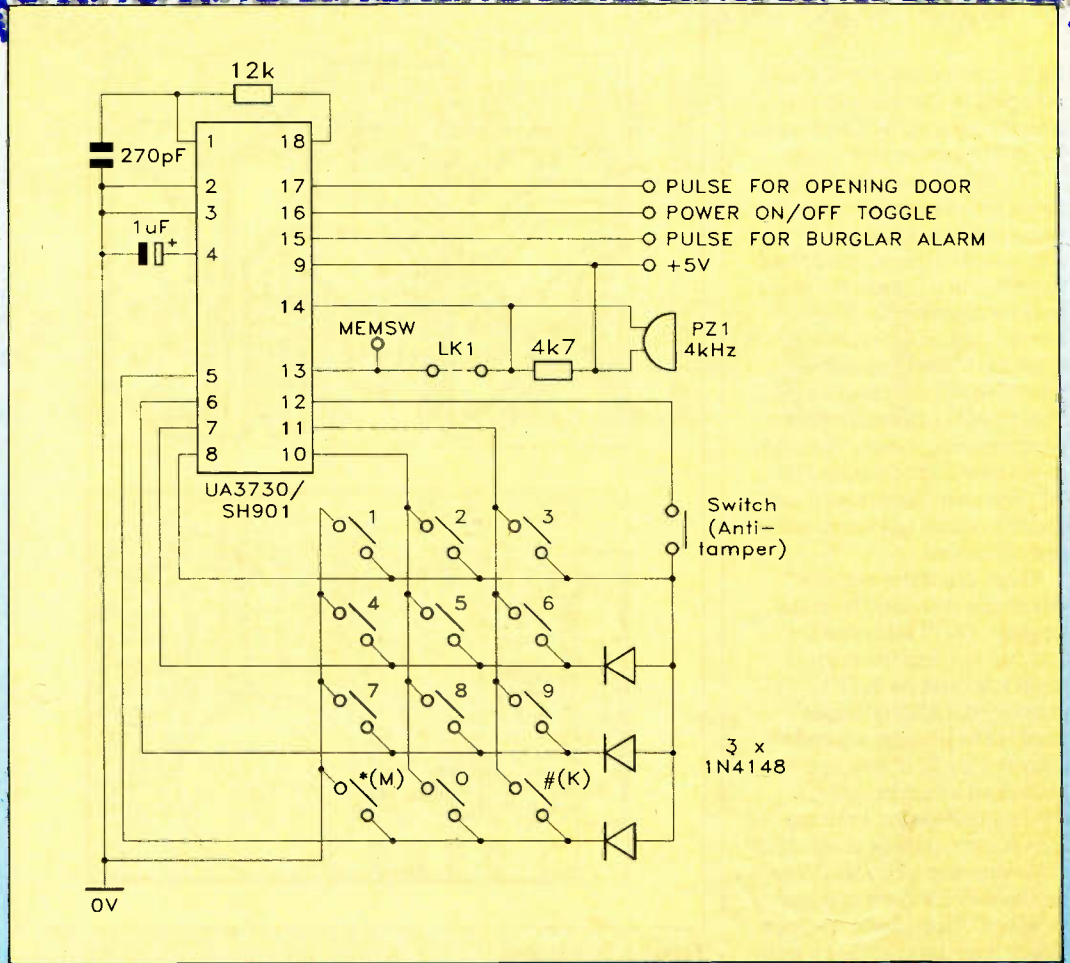 12k
1
18
270pF
2
17
PULSE FOR OPENING DOOR
3
16
POWER ON/OFF TOGGLE
1uF
+
4
15
PULSE FOR BURGLAR ALARM
9
+5V
14
MEMSW
LK1
4k7
PZ1
4kHz
13
5
12
6
11
7
10
8
UA3730/
SH901
1
2
3
Switch
(Anti–
tamper)
4
5
6
7
8
9
3 x
1N4148
*(M)
0
#(K)
0V